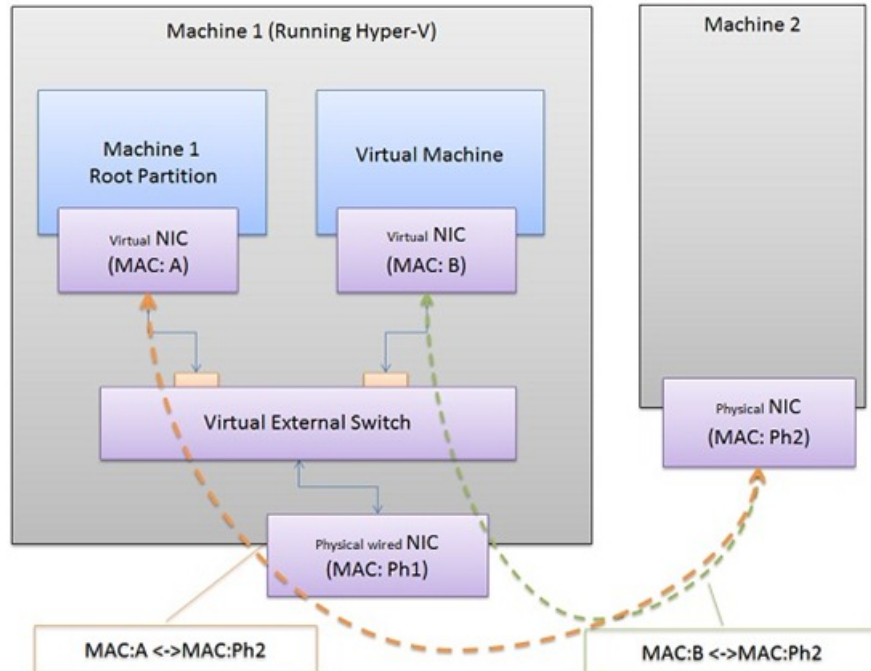 Machine 1 (Running Hyper-V)
Machine 2
Machine 1
Root Partition
Virtual Machine
Virtual NIC
(MAC: A)
Virtual NIC
(MAC: B)
Virtual External Switch
Physical NIC
(MAC: Ph2)
Physical wired NIC
(MAC: Ph1)
MAC:A <->MAC:Ph2
MAC:B <->MAC:Ph2